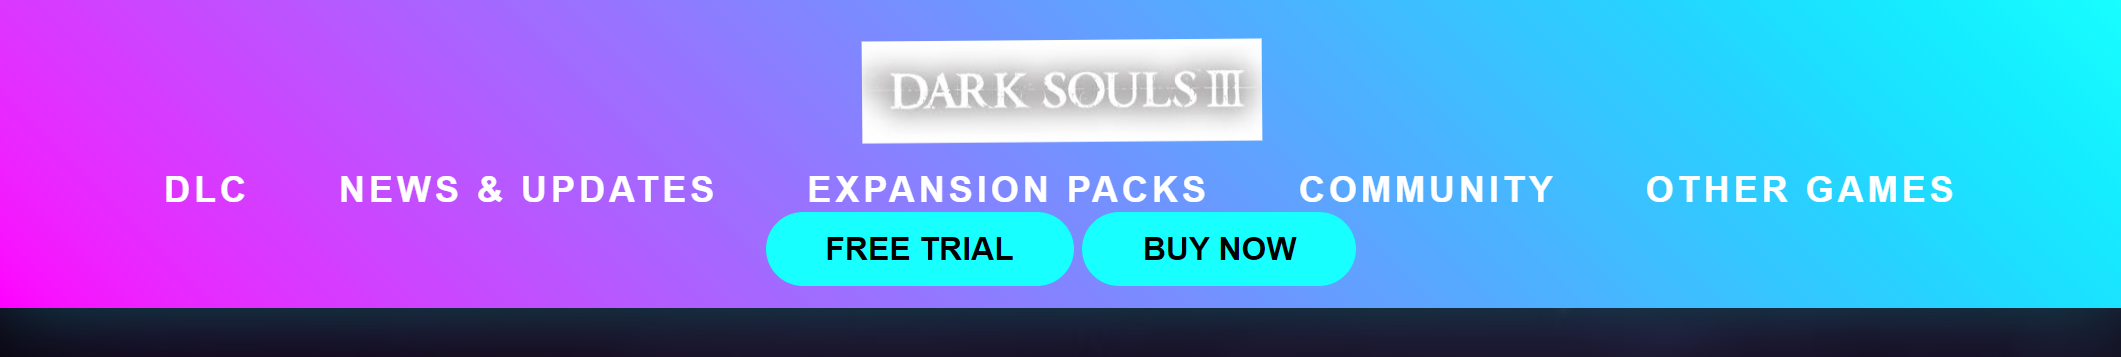 DARK SOULS III
DLC NEWS & UPDATES EXPANSION PACKS COMMUNITY OTHER GAMES
FREE TRIAL BUY NOW